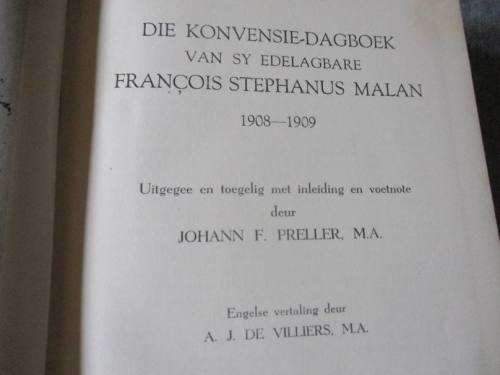 DIE KONVENSIE-DAGBOEK
VAN SY EDELAGBARE
FRANÇOIS STEPHANUS MALAN
1908—1909
Uitgegee en toegelig met inleiding en voetnote
deur
JOHANN F. PRELLER, M.A.
Engelse vertaling deur
A. J. DE VILLIERS, M.A.